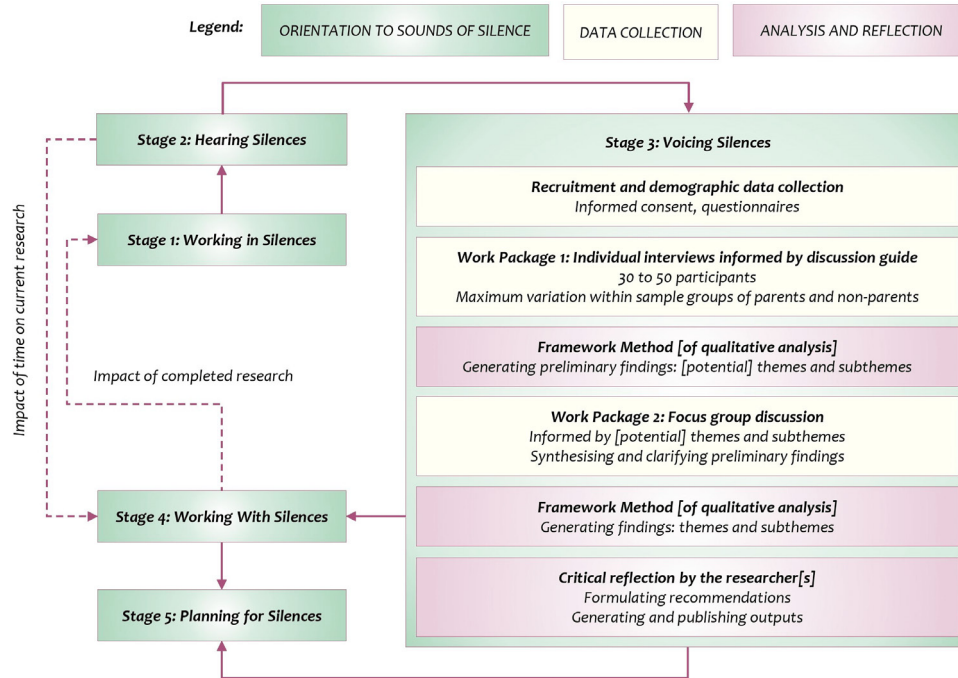 Legend:
ORIENTATION TO SOUNDS OF SILENCE
DATA COLLECTION
ANALYSIS AND REFLECTION
Stage 2: Hearing Silences
Stage 1: Working in Silences
Impact of time on current research
Impact of completed research
Stage 4: Working With Silences
Stage 5: Planning for Silences
Stage 3: Voicing Silences
Recruitment and demographic data collection
Informed consent, questionnaires
Work Package 1: Individual interviews informed by discussion guide
30 to 50 participants
Maximum variation within sample groups of parents and non-parents
Framework Method [of qualitative analysis]
Generating preliminary findings: [potential] themes and subthemes
Work Package 2: Focus group discussion
Informed by [potential] themes and subthemes
Synthesising and clarifying preliminary findings
Framework Method [of qualitative analysis]
Generating findings: themes and subthemes
Critical reflection by the researcher[s]
Formulating recommendations
Generating and publishing outputs